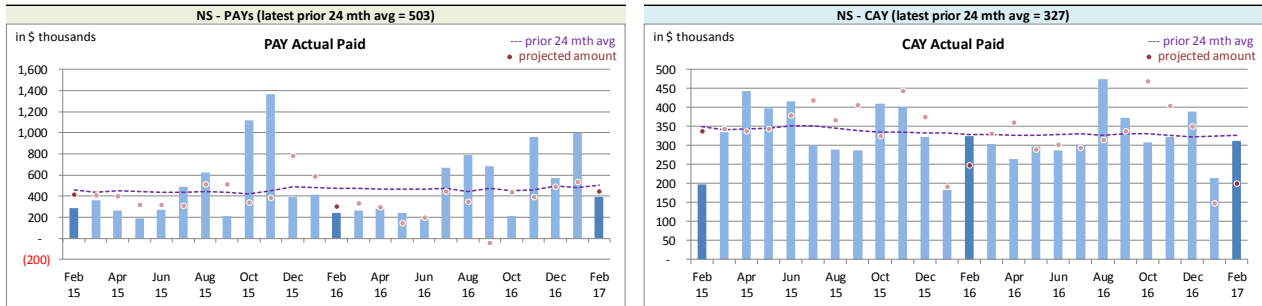 NS - PAYs (latest prior 24 mth avg = 503)
in $ thousands
PAY Actual Paid
--- prior 24 mth avg
• projected amount
1,600
1,400
1,200
1,000
800
600
400
200
-
(200)
Feb 15 Apr 15 Jun 15 Aug 15 Oct 15 Dec 15 Feb 16 Apr 16 Jun 16 Aug 16 Oct 16 Dec 16 Feb 17
NS - CAY (latest prior 24 mth avg = 327)
in $ thousands
CAY Actual Paid
--- prior 24 mth avg
• projected amount
500
450
400
350
300
250
200
150
100
50
-
Feb 15 Apr 15 Jun 15 Aug 15 Oct 15 Dec 15 Feb 16 Apr 16 Jun 16 Aug 16 Oct 16 Dec 16 Feb 17